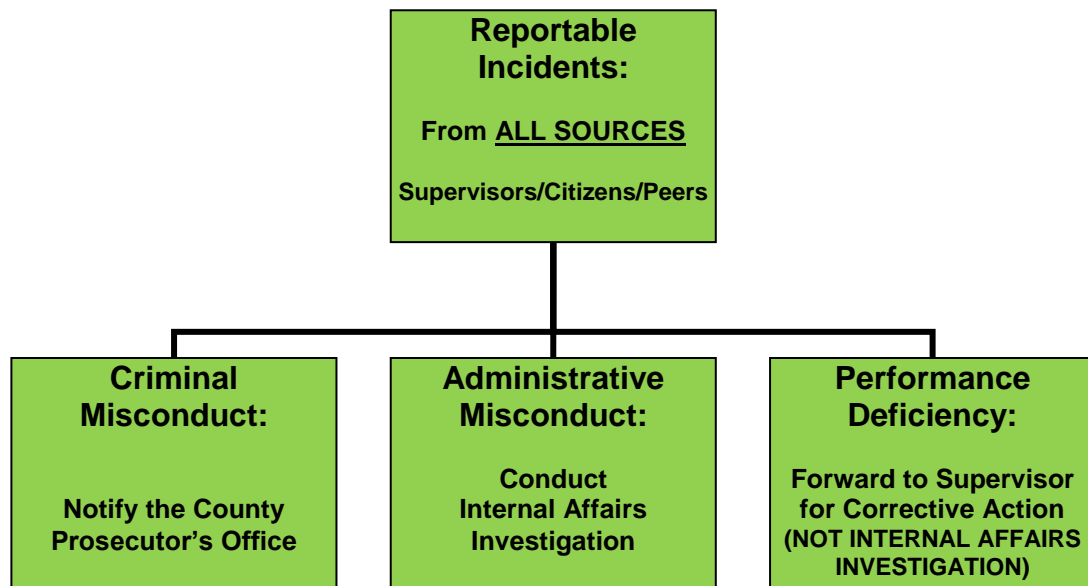 Reportable
Incidents:
From ALL SOURCES
Supervisors/Citizens/Peers
Criminal
Misconduct:
Notify the County
Prosecutor’s Office
Administrative
Misconduct:
Conduct
Internal Affairs
Investigation
Performance
Deficiency:
Forward to Supervisor
for Corrective Action
(NOT INTERNAL AFFAIRS
INVESTIGATION)